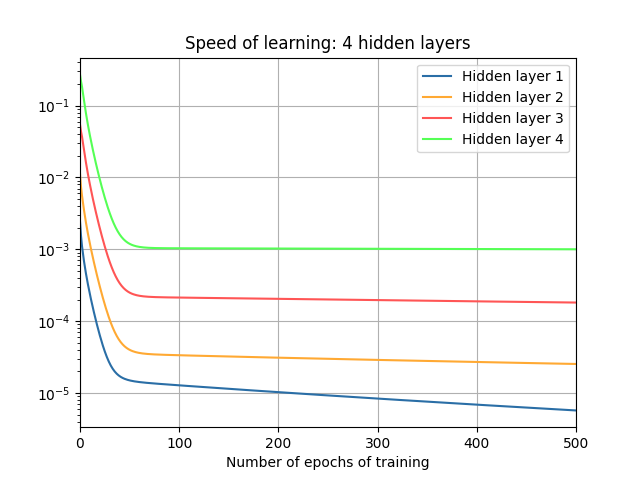 Speed of learning: 4 hidden layers
Hidden layer 1
Hidden layer 2
Hidden layer 3
Hidden layer 4
10⁻¹
10⁻²
10⁻³
10⁻⁴
10⁻⁵
0 100 200 300 400 500
Number of epochs of training